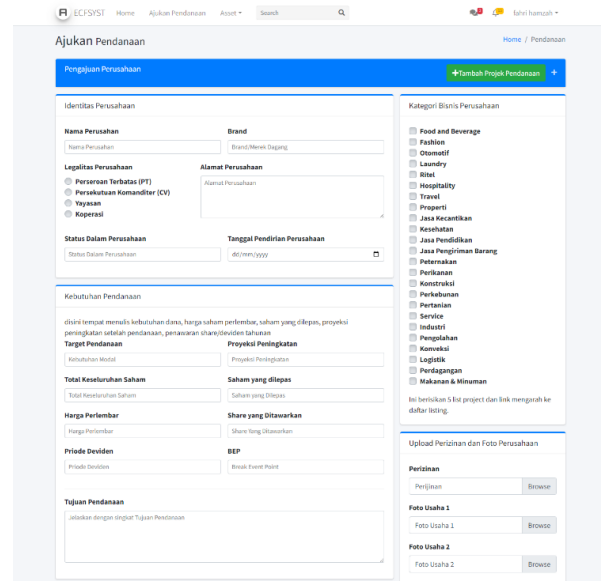 R ECFSYST Home Ajukan Pendanaan Asset Search fahri hamzah
Ajukan Pendanaan
Home / Pendanaan
Pengajuan Perusahaan
+Tambah Projek Pendanaan +
Identitas Perusahaan
Nama Perusahan Brand
Nama Perusahan Brand/Merek Dagang
Legalitas Perusahaan Alamat Perusahaan
Perseroan Terbatas (PT) Alamat Perusahaan
Persekutuan Komanditer (CV)
Yayasan
Koperasi
Status Dalam Perusahaan Tanggal Pendirian Perusahaan
Status Dalam Perusahaan dd/mm/yyyy
Kebutuhan Pendanaan
disini tempat menulis kebutuhan dana, harga saham perlembar, saham yang dilepas, proyeksi
peningkatan setelah pendanaan, penawaran share/deviden tahunan
Target Pendanaan Proyeksi Peningkatan
Kebutuhan Modal Proyeksi Peningkatan
Total Keseluruhan Saham Saham yang dilepas
Total Keseluruhan Saham Saham yang Dilepas
Harga Perlembar Share yang Ditawarkan
Harga Perlembar Share Yang Ditawarkan
Priode Deviden BEP
Priode Deviden Break Event Point
Tujuan Pendanaan
Jalaskan dengan singkat Tujuan Pendanaan
Kategori Bisnis Perusahaan
Food and Beverage
Fashion
Otomotif
Laundry
Ritel
Hospitality
Travel
Properti
Jasa Kecantikan
Kesehatan
Jasa Pendidikan
Jasa Pengiriman Barang
Peternakan
Perikanan
Konstruksi
Perkebunan
Pertanian
Service
Industri
Pengolahan
Konveksi
Logistik
Perdagangan
Makanan & Minuman
Ini berisikan 5 list project dan link mengarah ke
daftar listing.
Upload Perizinan dan Foto Perusahaan
Perizinan
Perijinan Browse
Foto Usaha 1
Foto Usaha 1 Browse
Foto Usaha 2
Foto Usaha 2 Browse